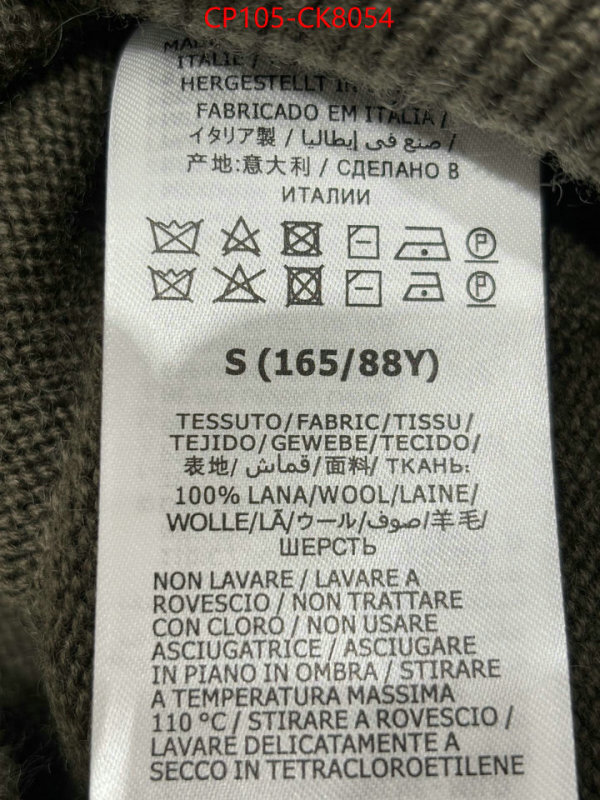 CP105-CK8054
ITALIE /
HERGESTELLT IN
FABRICADO EM ITALIA /
イタリア製 / صنع في إيطاليا /
产地:意大利 / СДЕЛАНО В
ИТАЛИИ
P
P
S (165/88Y)
TESSUTO/FABRIC/TISSU/
TEJIDO/GEWEBE/TECIDO/
表地/ قماش/面料/ ТКАНЬ:
100% LANA/WOOL/LAINE/
WOLLE/LÃ/ウール/صوف/羊毛/
ШЕРСТЬ
NON LAVARE / LAVARE A
ROVESCIO / NON TRATTARE
CON CLORO / NON USARE
ASCIUGATRICE / ASCIUGARE
IN PIANO IN OMBRA / STIRARE
A TEMPERATURA MASSIMA
110 °C / STIRARE A ROVESCIO /
LAVARE DELICATAMENTE A
SECCO IN TETRACLOROETILENE